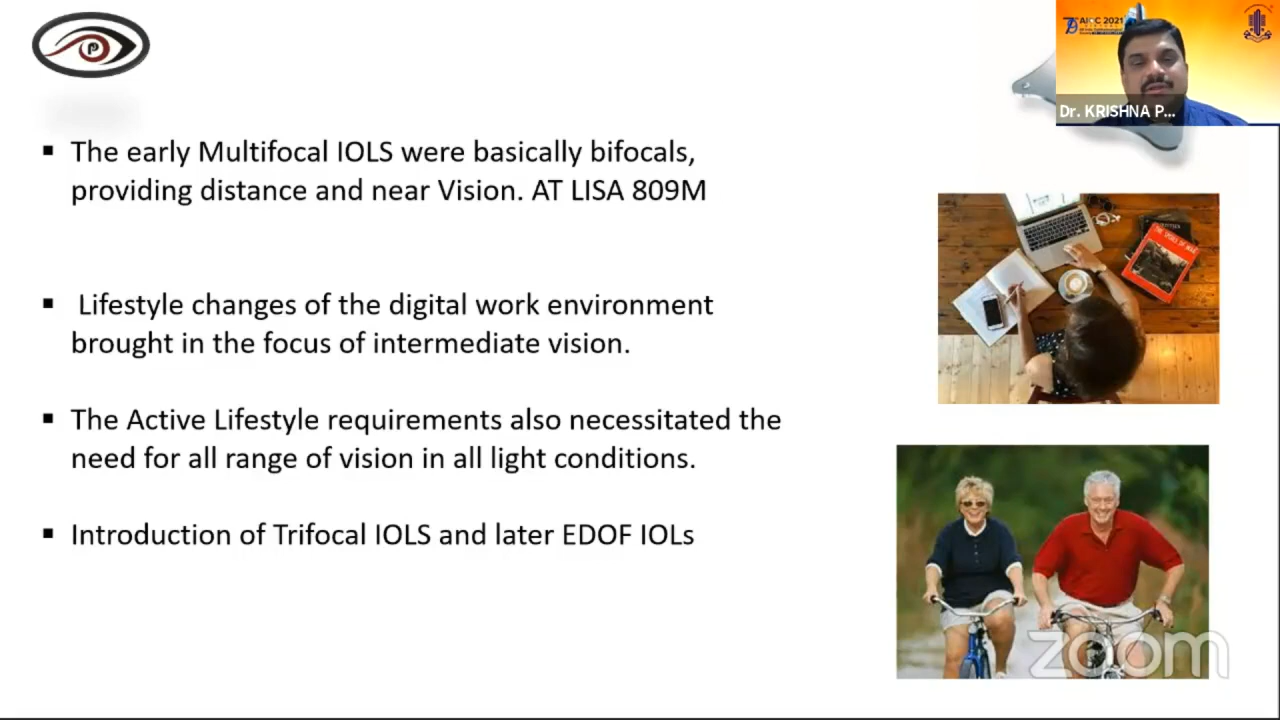 AIOC 2021
Dr. KRISHNA P...
▪ The early Multifocal IOLS were basically bifocals,
providing distance and near Vision. AT LISA 809M
▪ Lifestyle changes of the digital work environment
brought in the focus of intermediate vision.
▪ The Active Lifestyle requirements also necessitated the
need for all range of vision in all light conditions.
▪ Introduction of Trifocal IOLS and later EDOF IOLs
zoom